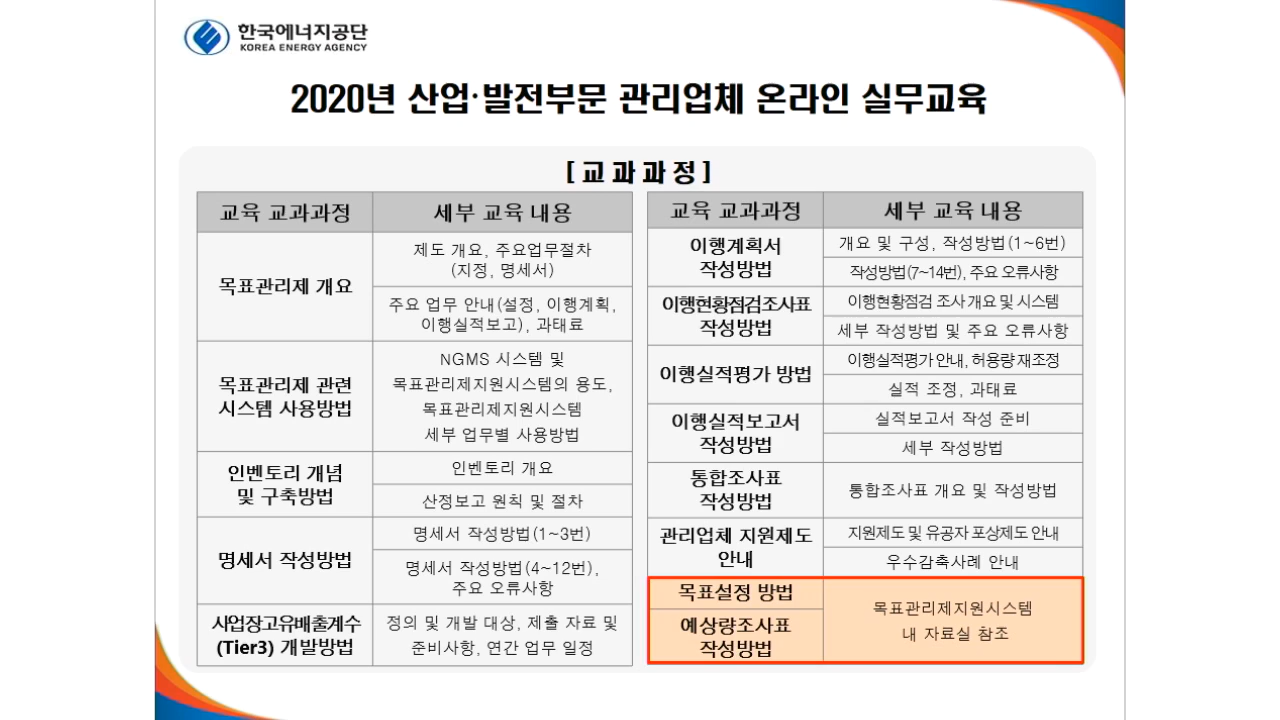 한국에너지공단
KOREA ENERGY AGENCY
2020년 산업·발전부문 관리업체 온라인 실무교육
[ 교 과 과 정 ]
교육 교과과정
세부 교육 내용
목표관리제 개요
제도 개요, 주요업무절차
(지정, 명세서)
주요 업무 안내(설정, 이행계획,
이행실적보고), 과태료
목표관리제 관련
시스템 사용방법
NGMS 시스템 및
목표관리제지원시스템의 용도,
목표관리제지원시스템
세부 업무별 사용방법
인벤토리 개념
및 구축방법
인벤토리 개요
산정보고 원칙 및 절차
명세서 작성방법
명세서 작성방법(1~3번)
명세서 작성방법(4~12번),
주요 오류사항
사업장고유배출계수
(Tier3) 개발방법
정의 및 개발 대상, 제출 자료 및
준비사항, 연간 업무 일정
교육 교과과정
세부 교육 내용
이행계획서
작성방법
개요 및 구성, 작성방법(1~6번)
작성방법(7~14번), 주요 오류사항
이행현황점검조사표
작성방법
이행현황점검 조사 개요 및 시스템
세부 작성방법 및 주요 오류사항
이행실적평가 방법
이행실적평가 안내, 허용량 재조정
실적 조정, 과태료
이행실적보고서
작성방법
실적보고서 작성 준비
세부 작성방법
통합조사표
작성방법
통합조사표 개요 및 작성방법
관리업체 지원제도
안내
지원제도 및 유공자 포상제도 안내
우수감축사례 안내
목표설정 방법
예상량조사표
작성방법
목표관리제지원시스템
내 자료실 참조